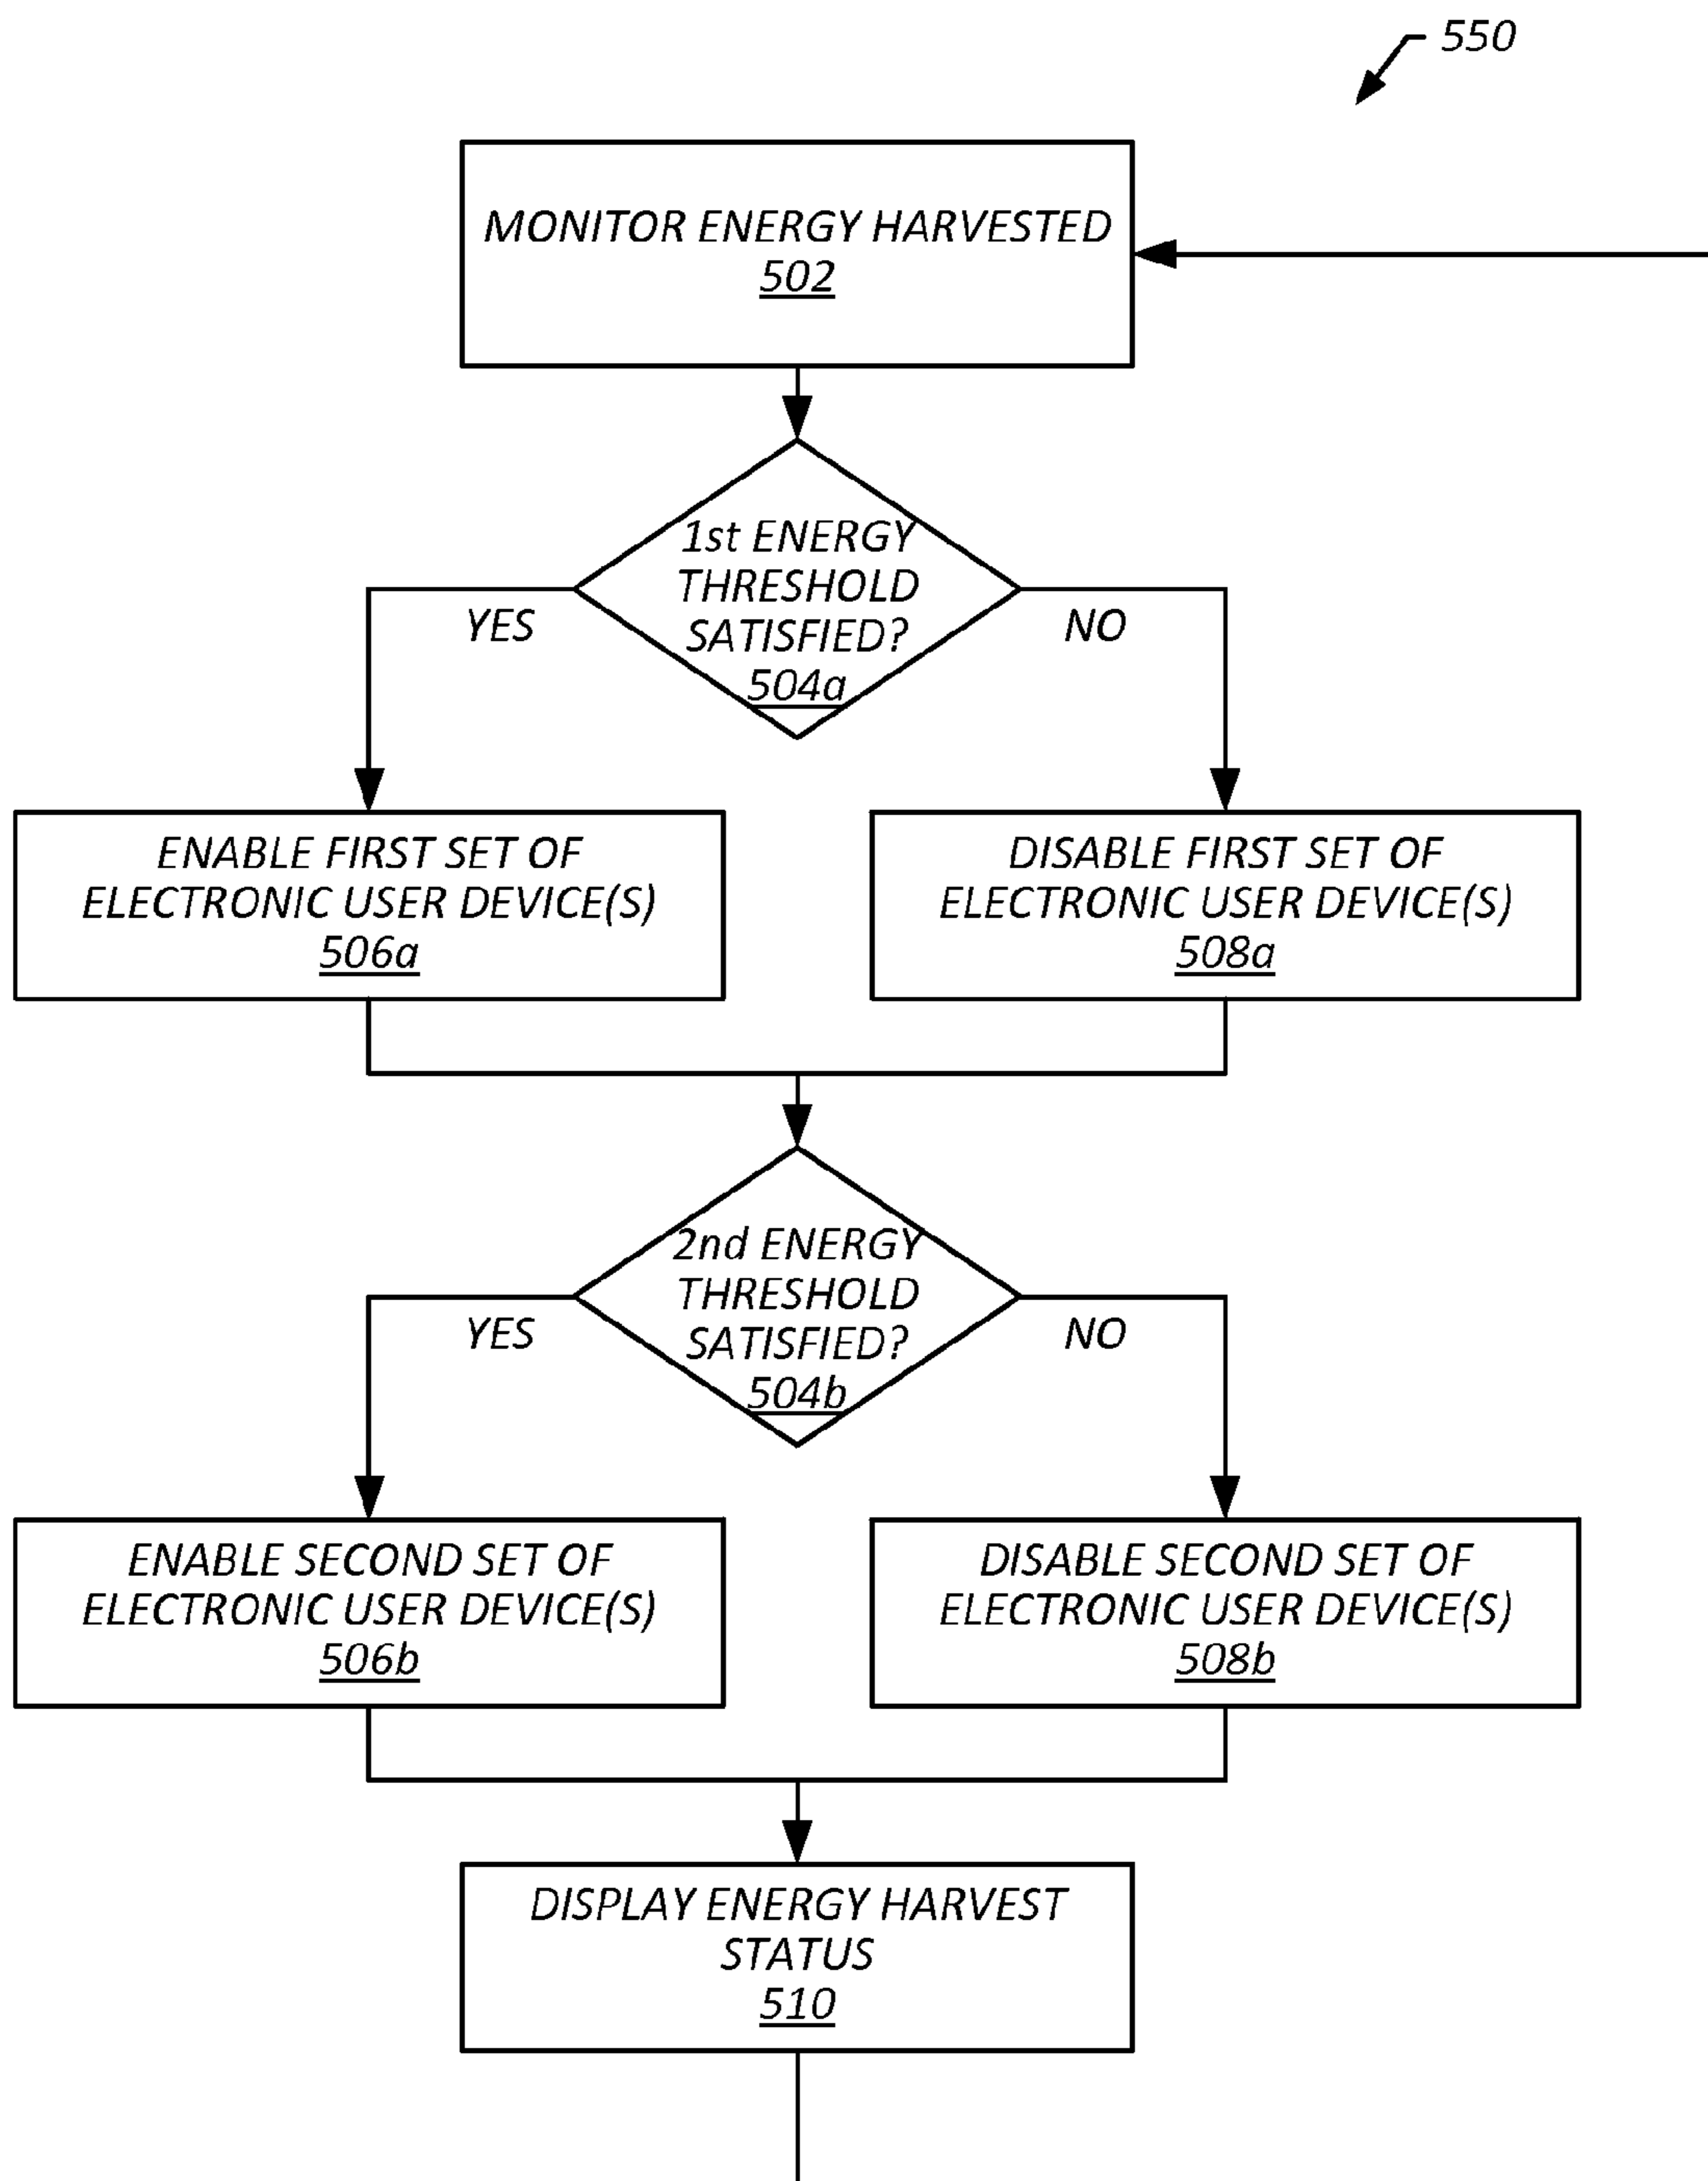 550
MONITOR ENERGY HARVESTED
502
1st ENERGY
THRESHOLD
SATISFIED?
504a
YES
NO
ENABLE FIRST SET OF
ELECTRONIC USER DEVICE(S)
506a
DISABLE FIRST SET OF
ELECTRONIC USER DEVICE(S)
508a
2nd ENERGY
THRESHOLD
SATISFIED?
504b
YES
NO
ENABLE SECOND SET OF
ELECTRONIC USER DEVICE(S)
506b
DISABLE SECOND SET OF
ELECTRONIC USER DEVICE(S)
508b
DISPLAY ENERGY HARVEST
STATUS
510